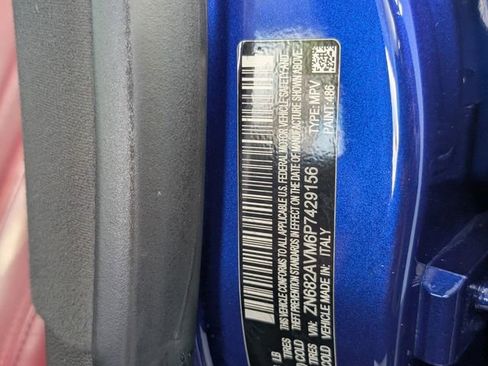 THIS VEHICLE CONFORMS TO ALL APPLICABLE U.S. FEDERAL MOTOR VEHICLE SAFETY AND
THEFT PREVENTION STANDARDS IN EFFECT ON THE DATE OF MANUFACTURE SHOWN ABOVE
VIN: ZN682AVM6P7429156 TYPE: MPV
VEHICLE MADE IN: ITALY PAINT: 486
LB
TIRES
COLD
TIRES
COLD